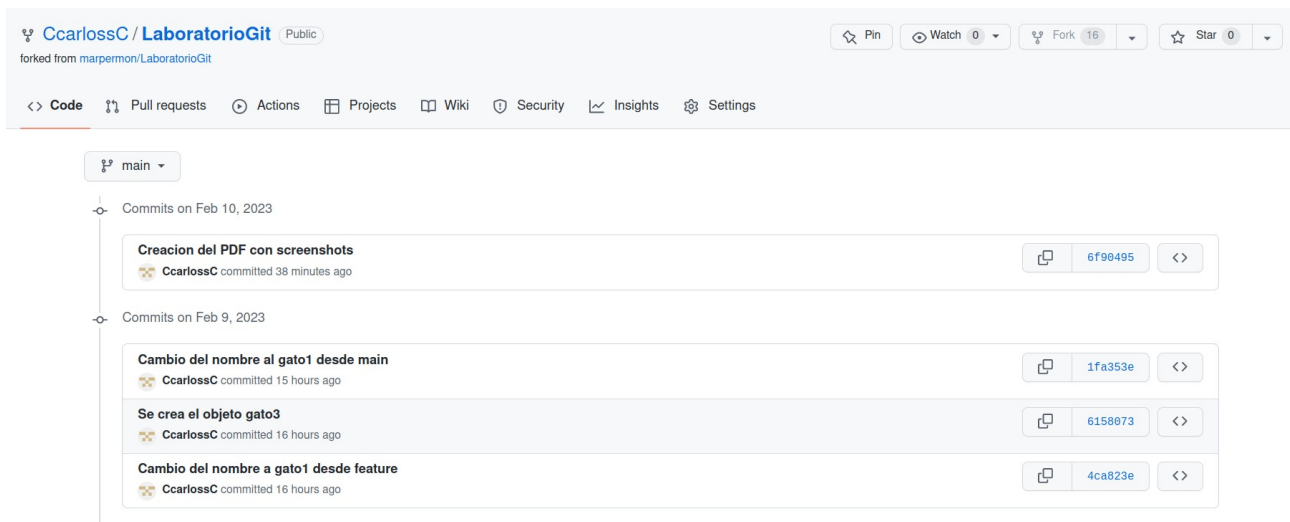 CcarlossC / LaboratorioGit Public
Pin Watch 0 Fork 16 Star 0
forked from marpermon/LaboratorioGit
<> Code Pull requests Actions Projects Wiki Security Insights Settings
main
Commits on Feb 10, 2023
Creacion del PDF con screenshots
6f90495 <>
CcarlossC committed 38 minutes ago
Commits on Feb 9, 2023
Cambio del nombre al gato1 desde main
1fa353e <>
CcarlossC committed 15 hours ago
Se crea el objeto gato3
6158073 <>
CcarlossC committed 16 hours ago
Cambio del nombre a gato1 desde feature
4ca823e <>
CcarlossC committed 16 hours ago